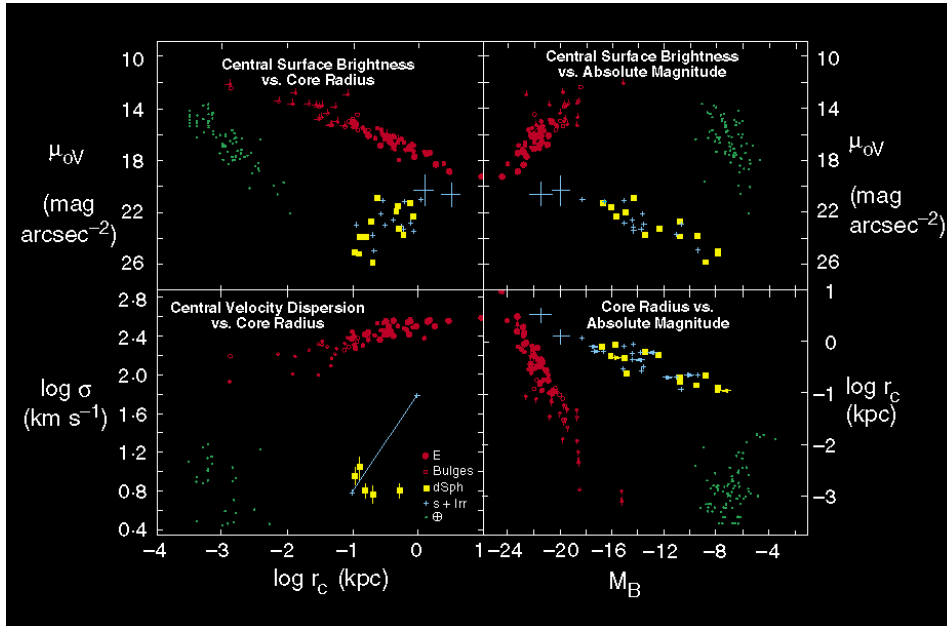 Central Surface Brightness
vs. Core Radius
Central Surface Brightness
vs. Absolute Magnitude
10
14
18
22
26
μoV
(mag
arcsec−2)
10
14
18
22
26
μoV
(mag
arcsec−2)
Central Velocity Dispersion
vs. Core Radius
Core Radius vs.
Absolute Magnitude
2·8
2·4
2·0
1·6
1·2
0·8
0·4
log σ
(km s−1)
E
Bulges
dSph
s + Irr
⊕
1
0
−1
−2
−3
log rc
(kpc)
−4 −3 −2 −1 0 1
−24 −20 −16 −12 −8 −4
log rc (kpc)
MB